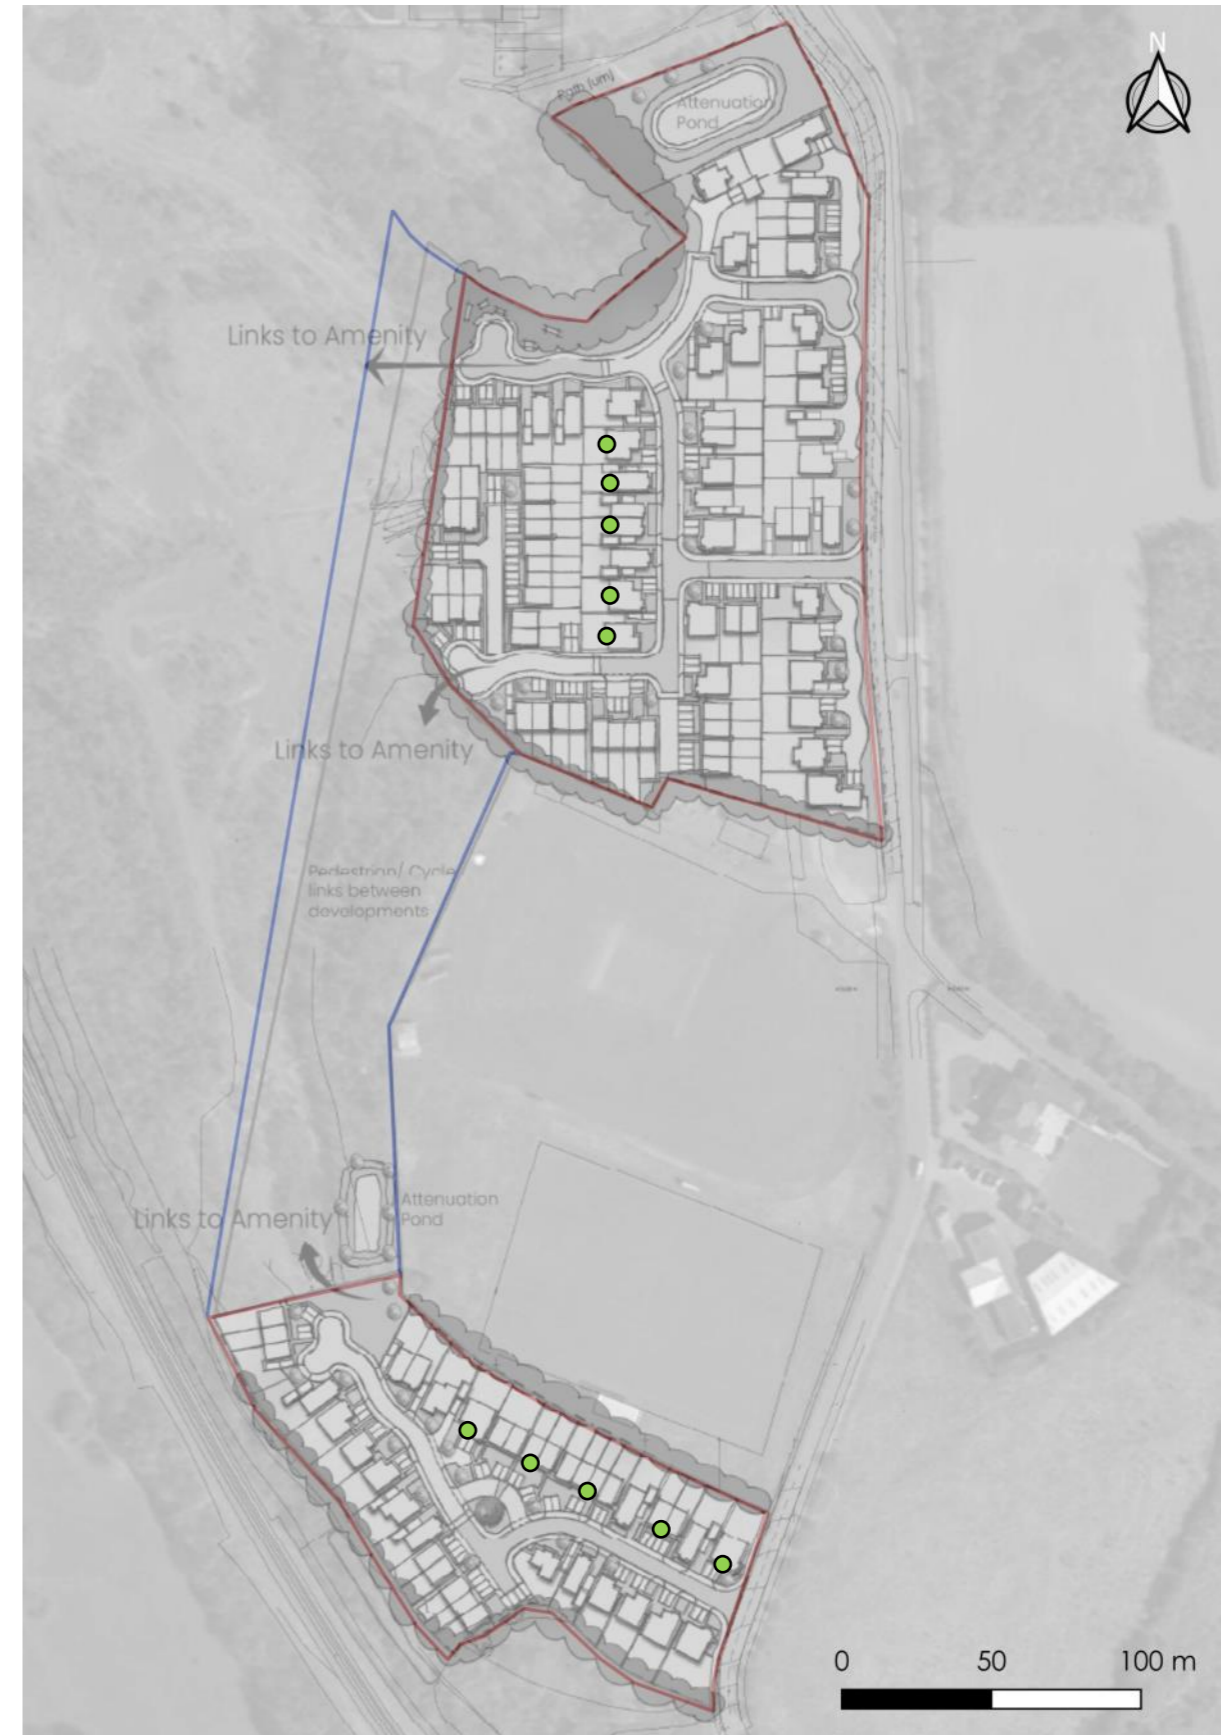 N
Path (um)
Attenuation
Pond
Links to Amenity
Links to Amenity
Pedestrian/ Cycle
links between
developments
Attenuation
Pond
Links to Amenity
0 50 100 m